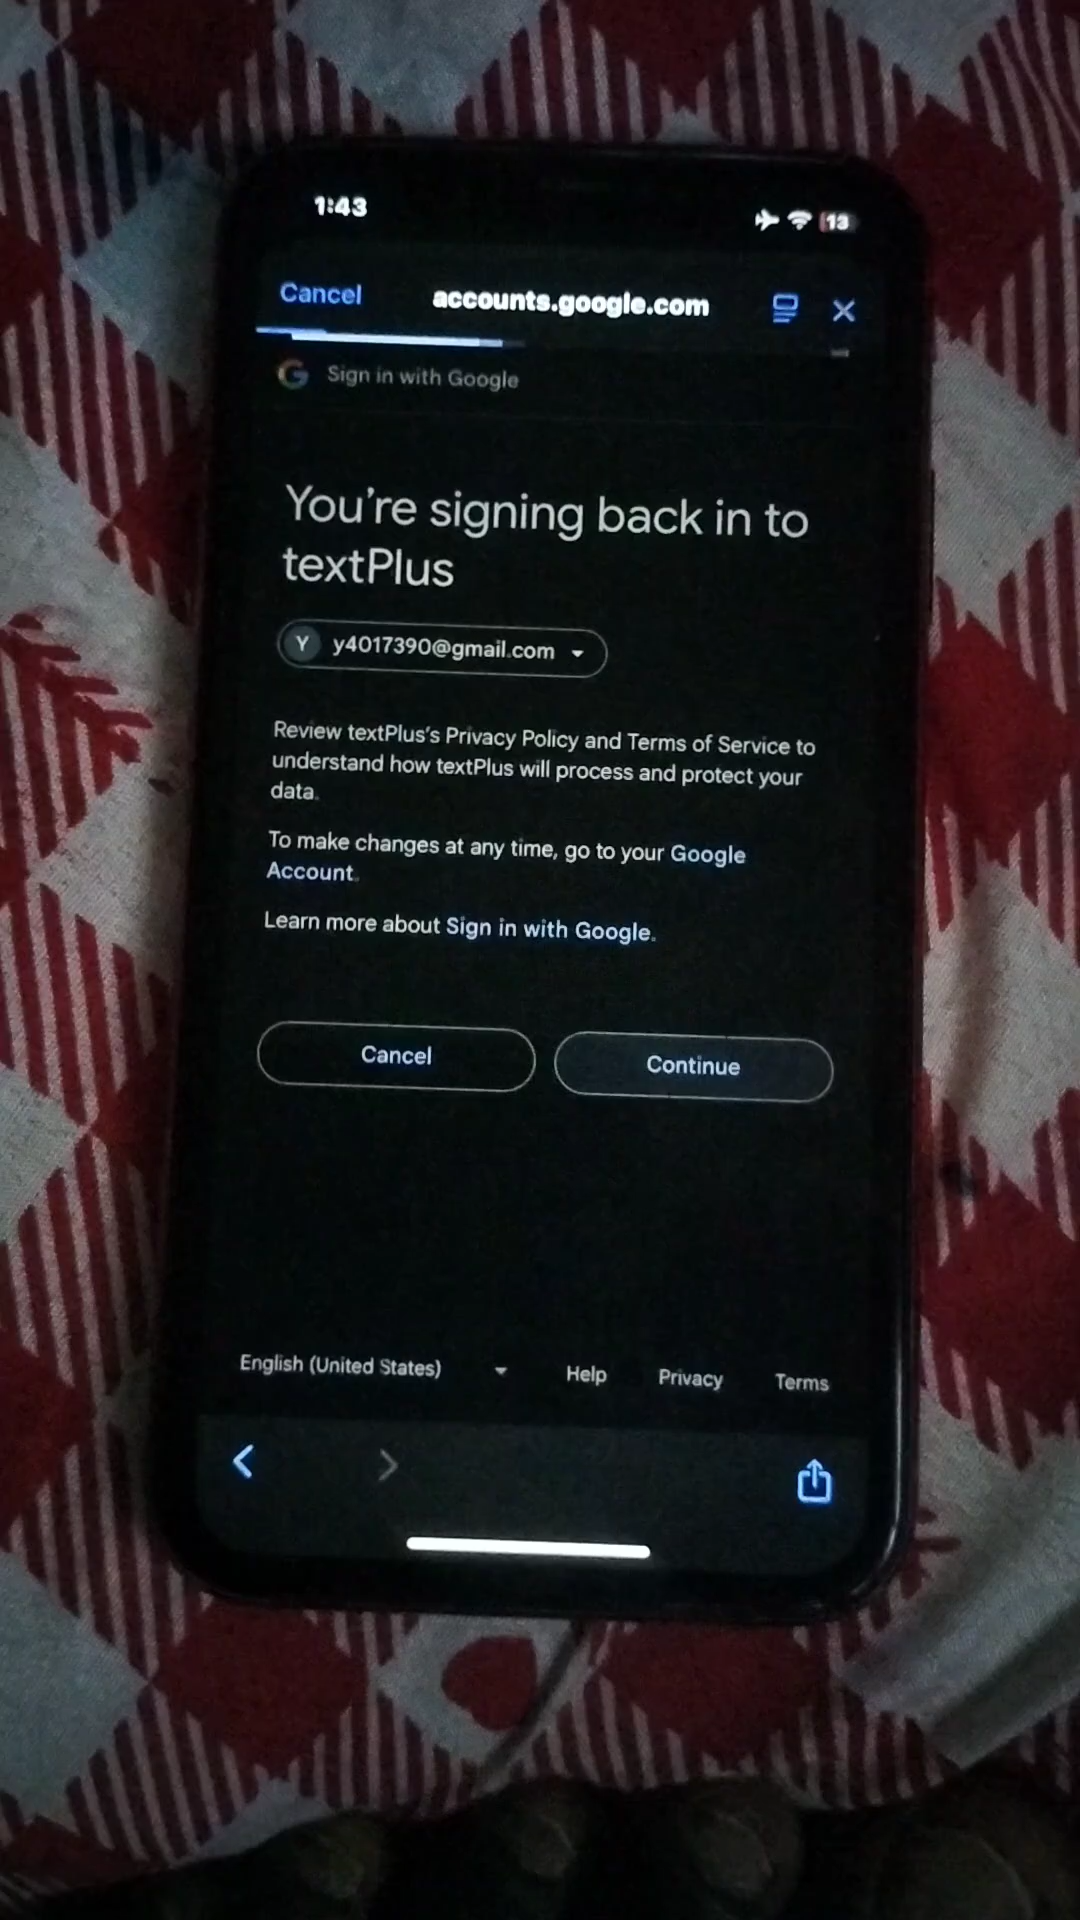 1:43
13
Cancel
accounts.google.com
Sign in with Google
You're signing back in to
textPlus
Y
y4017390@gmail.com
Review textPlus's Privacy Policy and Terms of Service to
understand how textPlus will process and protect your
data.
To make changes at any time, go to your Google
Account.
Learn more about Sign in with Google.
Cancel
Continue
English (United States)
Help
Privacy
Terms